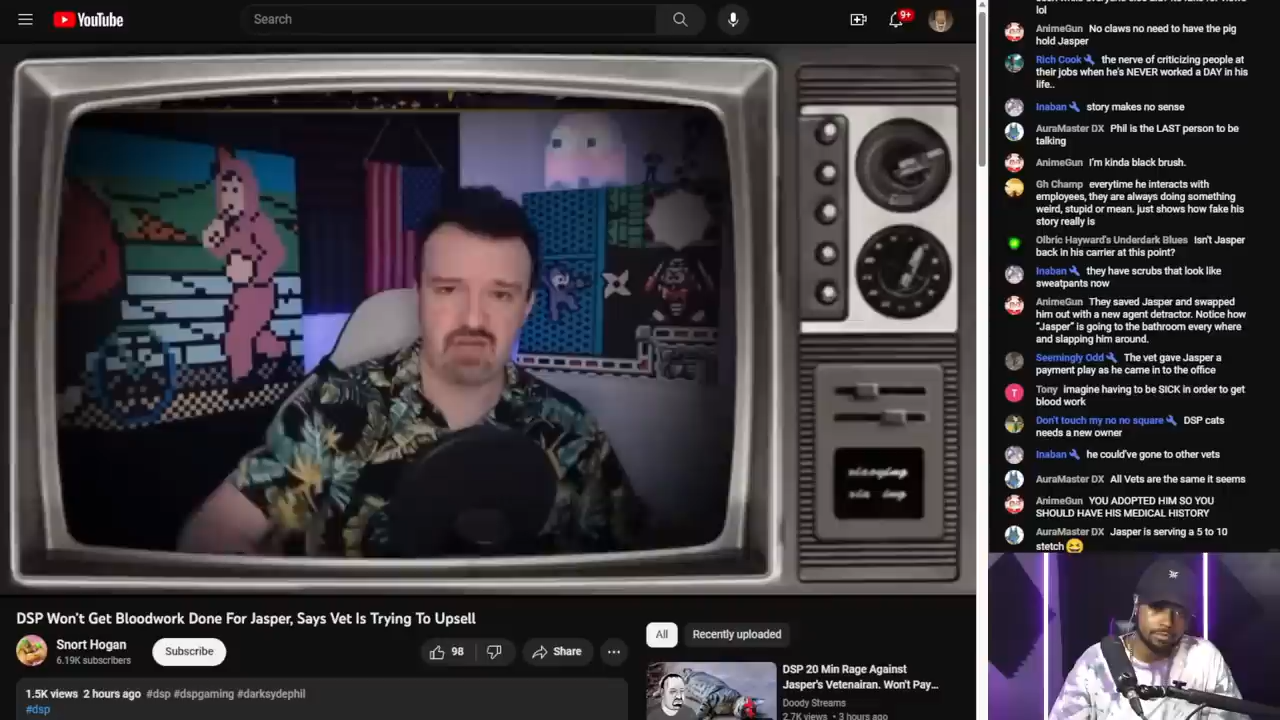 YouTube
Search
9+
lol
AnimeGun No claws no need to have the pig
hold Jasper
Rich Cook the nerve of criticizing people at
their jobs when he's NEVER worked a DAY in his
life..
Inaban story makes no sense
AuraMaster DX Phil is the LAST person to be
talking
AnimeGun I'm kinda black brush.
Gh Champ everytime he interacts with
employees, they are always doing something
weird, stupid or mean. just shows how fake his
story really is
Olbric Hayward's Underdark Blues Isn't Jasper
back in his carrier at this point?
Inaban they have scrubs that look like
sweatpants now
AnimeGun They saved Jasper and swapped
him out with a new agent detractor. Notice how
"Jasper" is going to the bathroom every where
and slapping him around.
Seemingly Odd The vet gave Jasper a
payment play as he came in to the office
T
Tony imagine having to be SICK in order to get
blood work
Don't touch my no no square DSP cats
needs a new owner
Inaban he could've gone to other vets
AuraMaster DX All Vets are the same it seems
AnimeGun YOU ADOPTED HIM SO YOU
SHOULD HAVE HIS MEDICAL HISTORY
AuraMaster DX Jasper is serving a 5 to 10
stetch 😆
DSP Won't Get Bloodwork Done For Jasper, Says Vet Is Trying To Upsell
Snort Hogan
6.19K subscribers
Subscribe
98
Share
1.5K views 2 hours ago #dsp #dspgaming #darksydephil
#dsp
All
Recently uploaded
DSP 20 Min Rage Against
Jasper's Vetenairan. Won't Pay...
Doody Streams
2.7K views • 3 hours ago